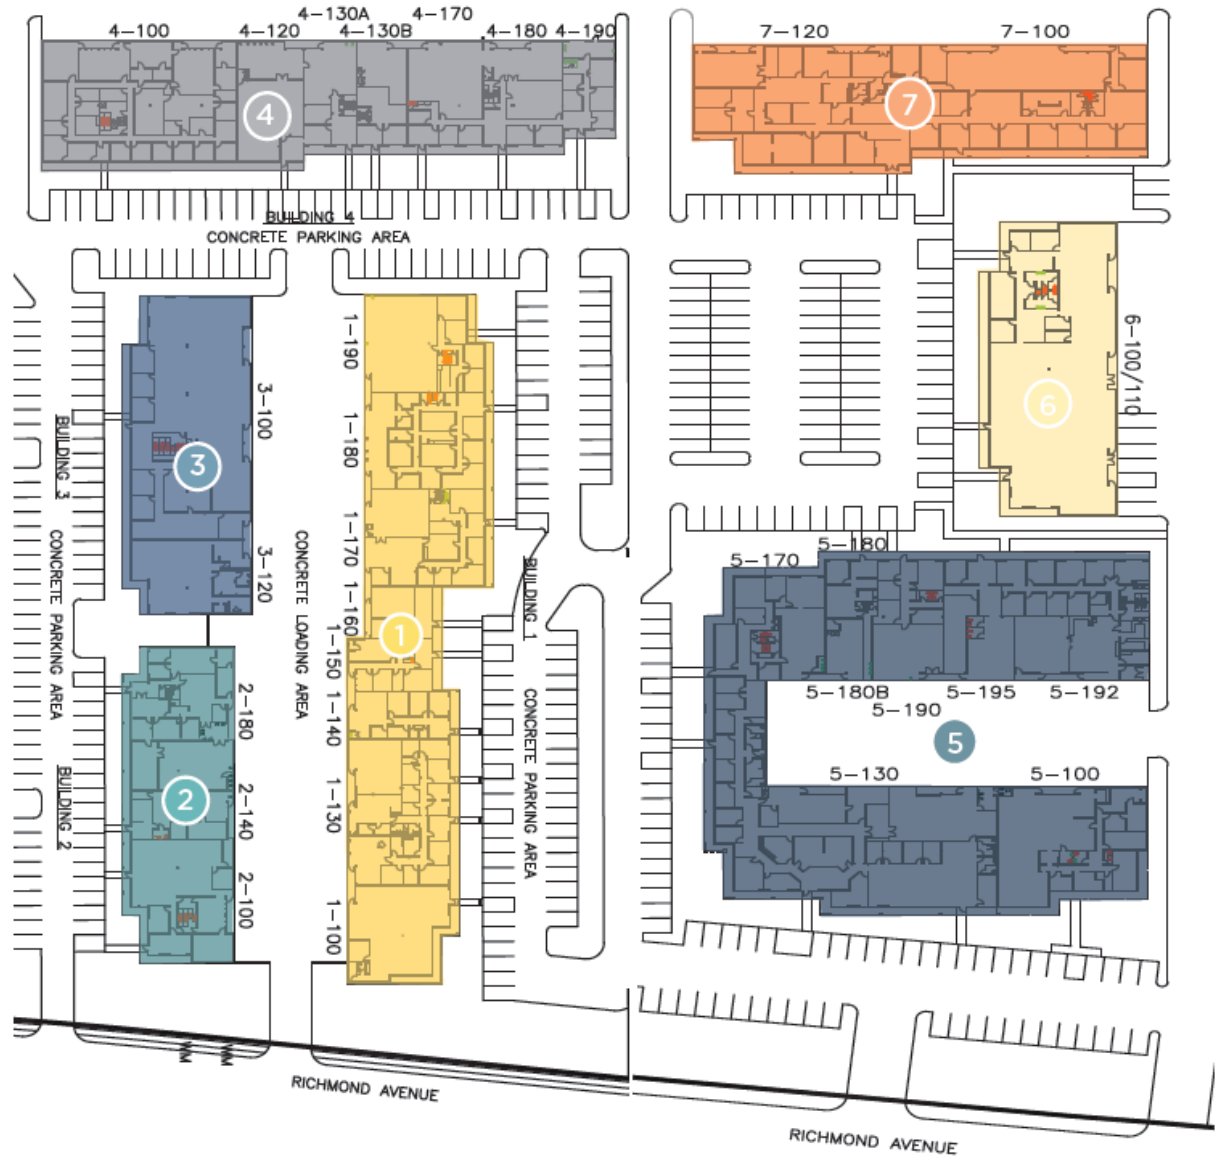 4-130A
4-170
4-100
4-120
4-130B
4-180
4-190
7-120
7-100
4
7
BUILDING 4
CONCRETE PARKING AREA
1-190
6-100/110
3-100
6
BUILDING 3
1-180
3
CONCRETE PARKING AREA
CONCRETE LOADING AREA
1-170
5-180
5-170
3-120
BUILDING 1
1-160
1
1-150
2-180
1-140
5-180B
5-195
5-192
5-190
5
CONCRETE PARKING AREA
BUILDING 2
2
2-140
1-130
5-130
5-100
2-100
1-100
WM
WM
RICHMOND AVENUE
RICHMOND AVENUE